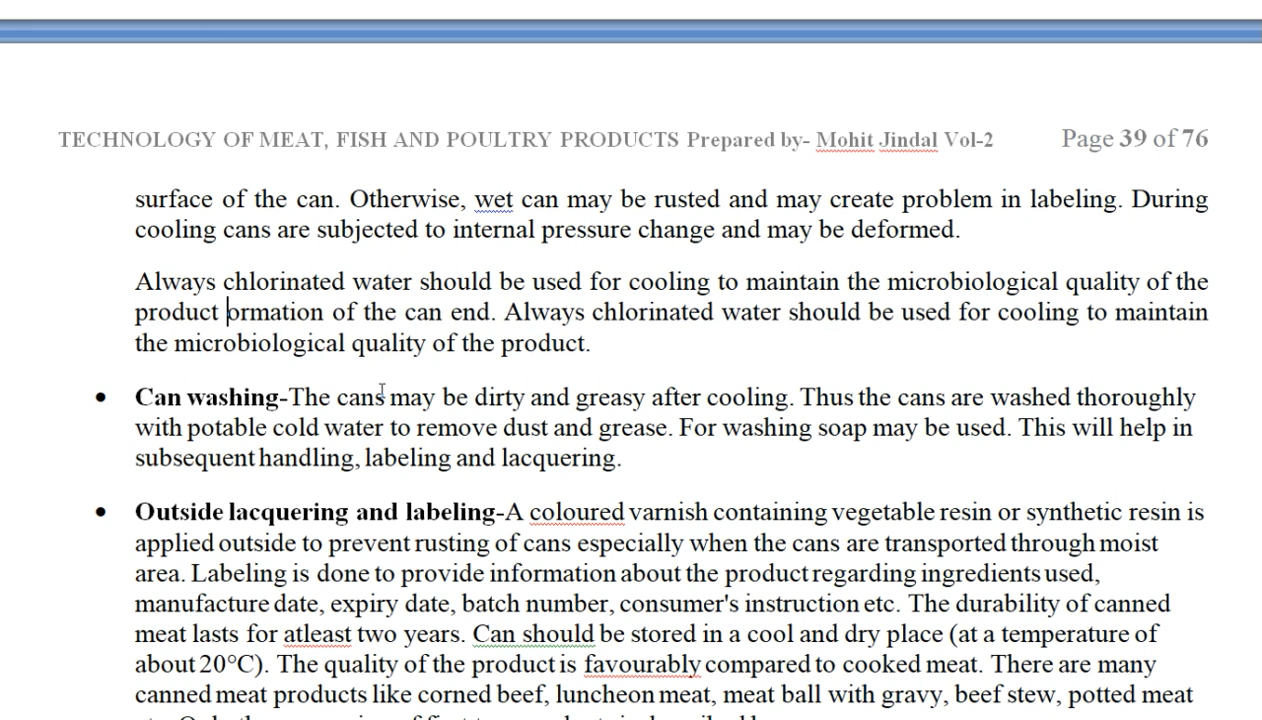 TECHNOLOGY OF MEAT, FISH AND POULTRY PRODUCTS Prepared by- Mohit Jindal Vol-2 Page 39 of 76
surface of the can. Otherwise, wet can may be rusted and may create problem in labeling. During
cooling cans are subjected to internal pressure change and may be deformed.
Always chlorinated water should be used for cooling to maintain the microbiological quality of the
product ormation of the can end. Always chlorinated water should be used for cooling to maintain
the microbiological quality of the product.
• Can washing-The cans may be dirty and greasy after cooling. Thus the cans are washed thoroughly
with potable cold water to remove dust and grease. For washing soap may be used. This will help in
subsequent handling, labeling and lacquering.
• Outside lacquering and labeling-A coloured varnish containing vegetable resin or synthetic resin is
applied outside to prevent rusting of cans especially when the cans are transported through moist
area. Labeling is done to provide information about the product regarding ingredients used,
manufacture date, expiry date, batch number, consumer's instruction etc. The durability of canned
meat lasts for atleast two years. Can should be stored in a cool and dry place (at a temperature of
about 20°C). The quality of the product is favourably compared to cooked meat. There are many
canned meat products like corned beef, luncheon meat, meat ball with gravy, beef stew, potted meat